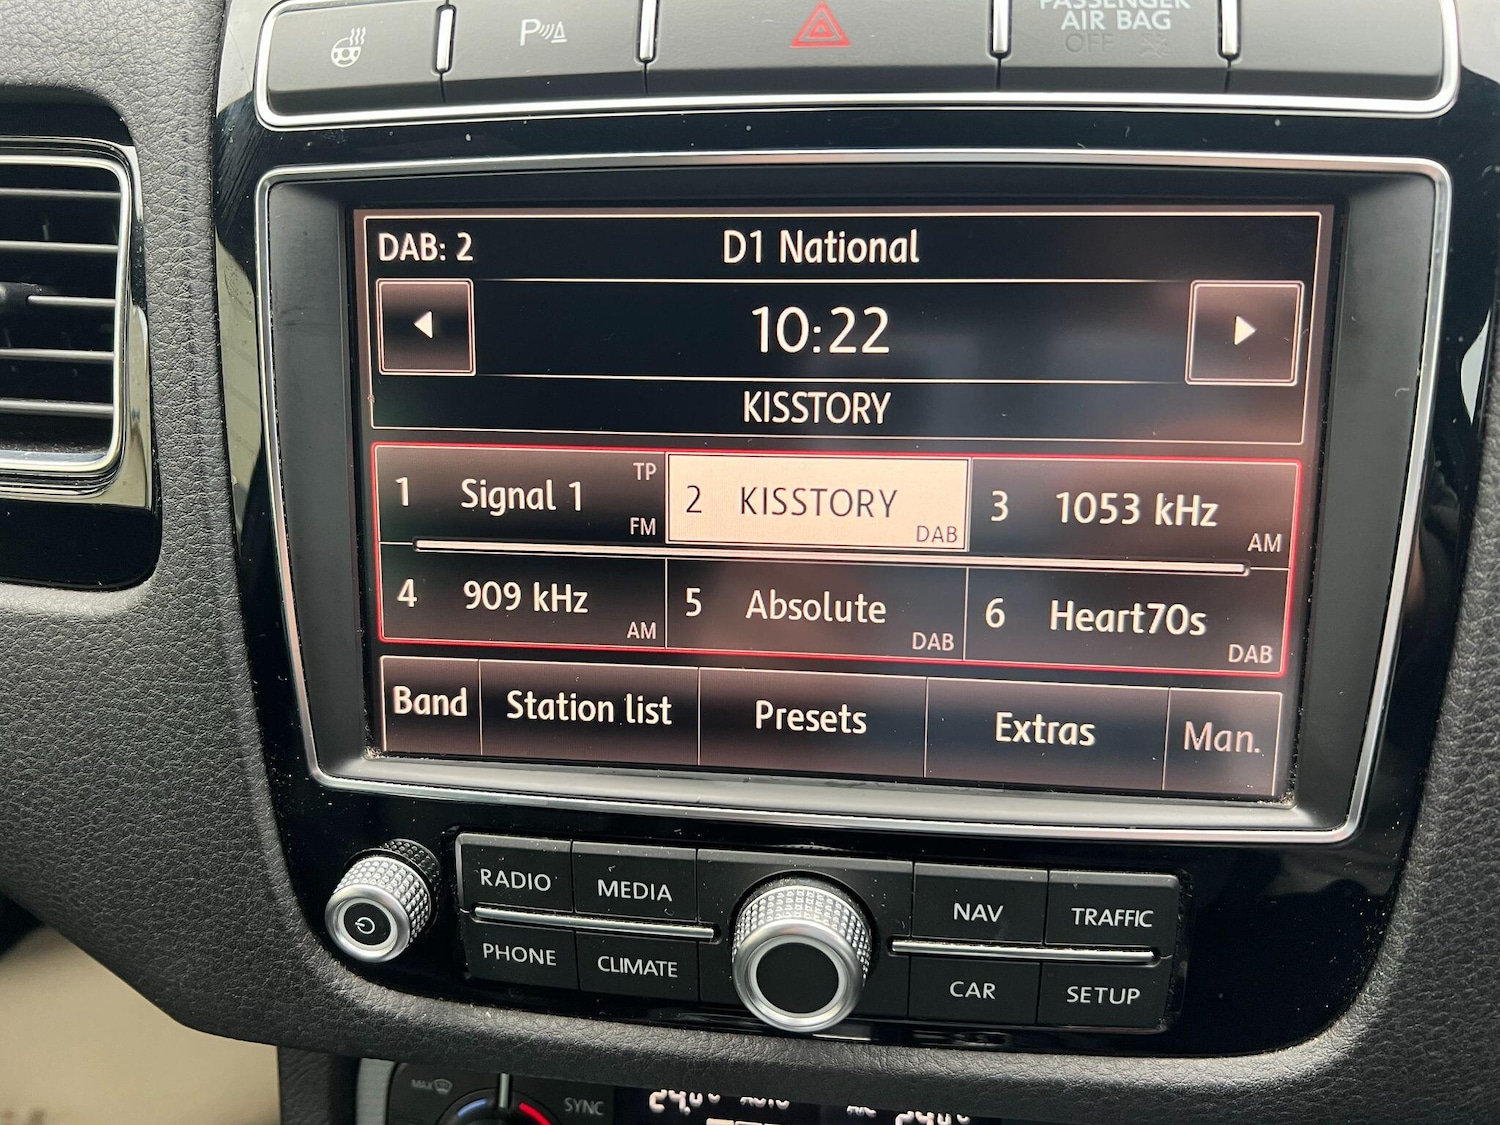 P
PASSENGER
AIR BAG
OFF
DAB: 2 D1 National
10:22
KISSTORY
1 Signal 1 TP FM
2 KISSTORY DAB
3 1053 kHz AM
4 909 kHz AM
5 Absolute DAB
6 Heart70s DAB
Band Station list Presets Extras Man.
RADIO MEDIA NAV TRAFFIC
PHONE CLIMATE CAR SETUP
MAX
SYNC